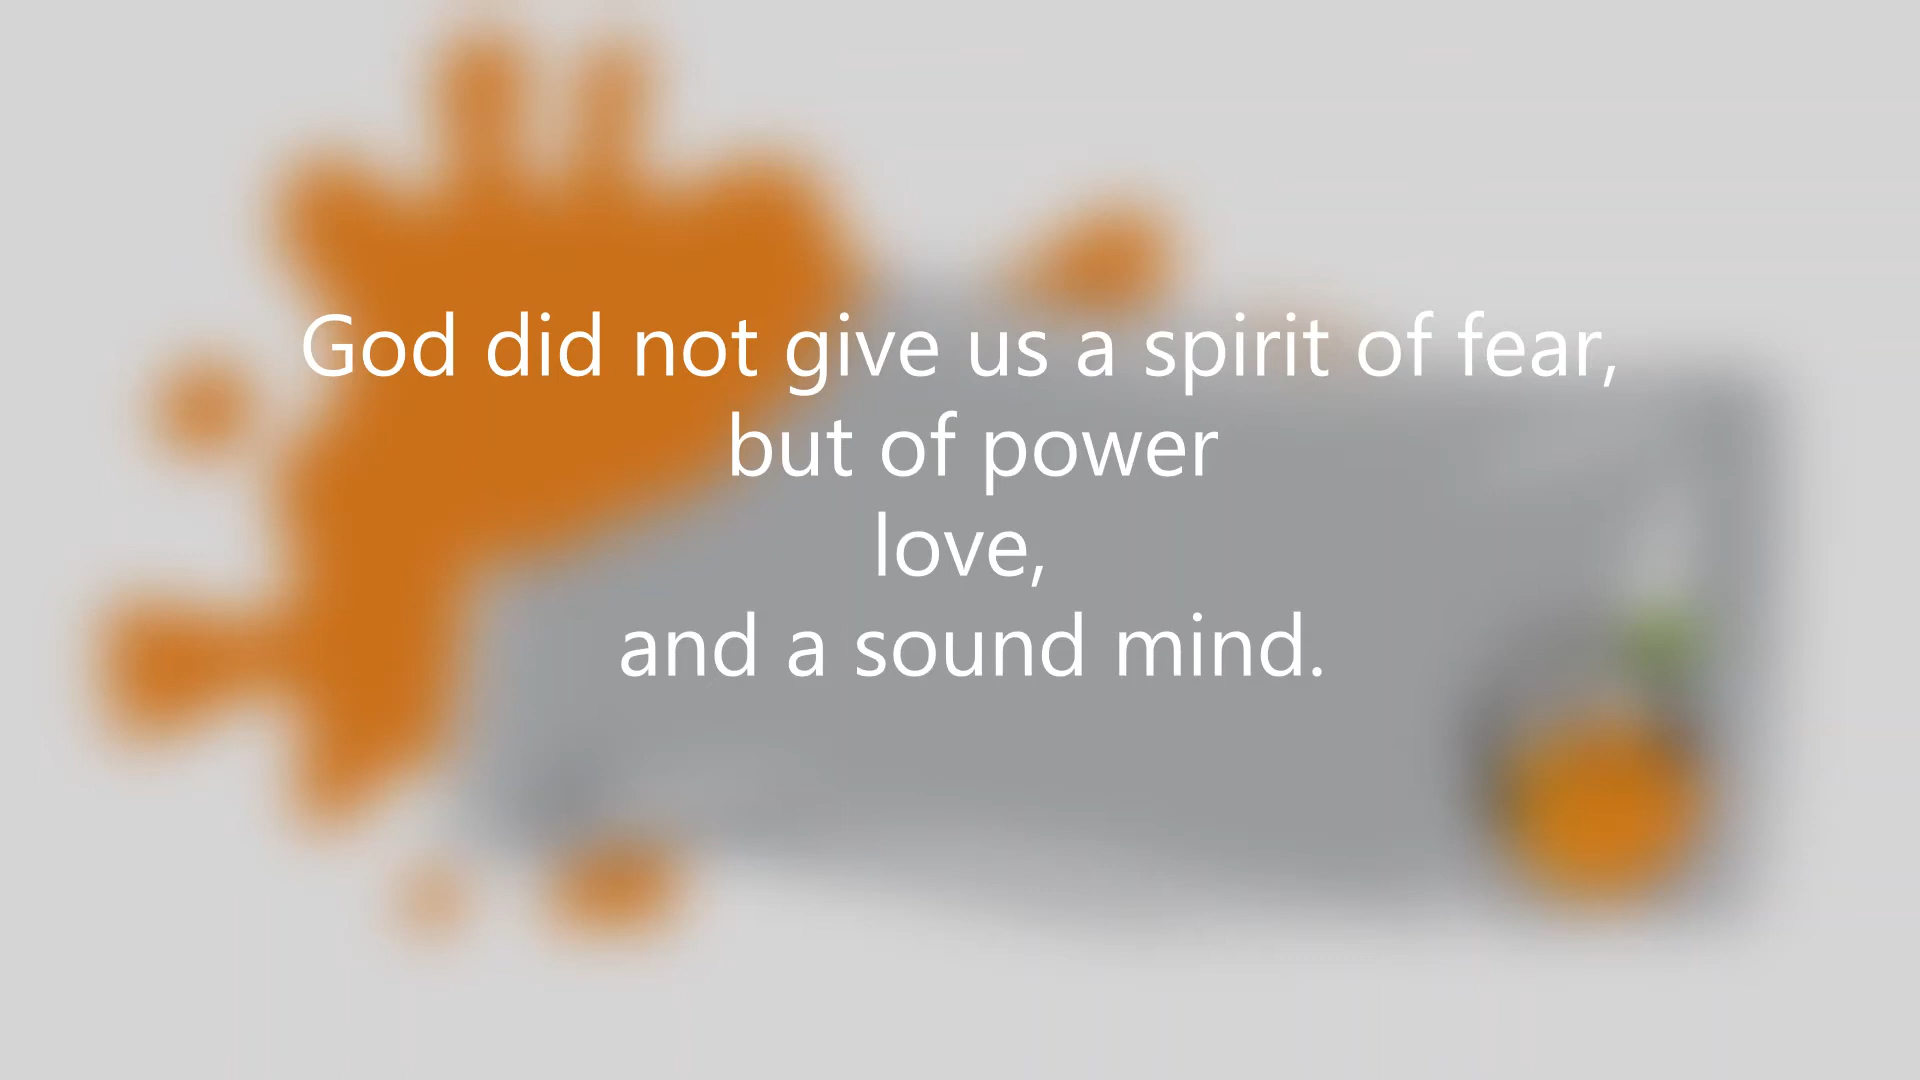 God did not give us a spirit of fear,
but of power
love,
and a sound mind.